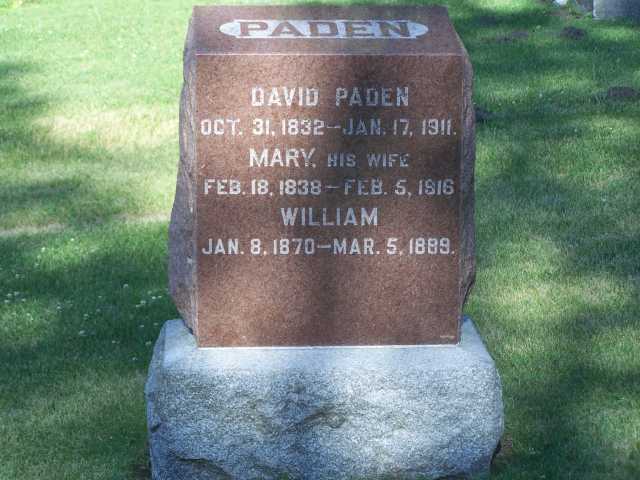 PADEN
DAVID PADEN
OCT. 31, 1832–JAN. 17, 1911.
MARY, HIS WIFE
FEB. 18, 1838–FEB. 5, 1916
WILLIAM
JAN. 8, 1870–MAR. 5, 1889.